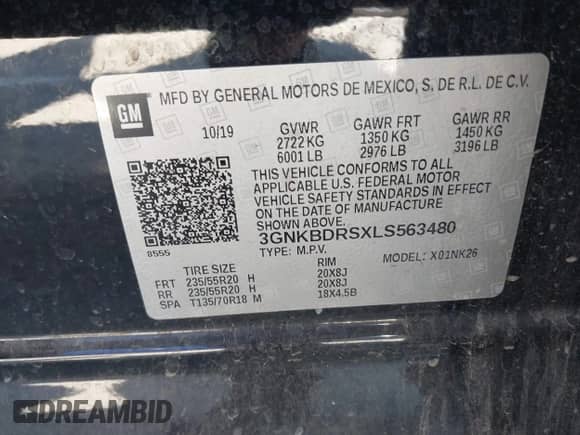 GM
MFD BY GENERAL MOTORS DE MEXICO, S. DE R.L. DE C.V.
10/19 GVWR GAWR FRT GAWR RR
2722 KG 1350 KG 1450 KG
6001 LB 2976 LB 3196 LB
THIS VEHICLE CONFORMS TO ALL
APPLICABLE U.S. FEDERAL MOTOR
VEHICLE SAFETY STANDARDS IN EFFECT
ON THE DATE OF MANUFACTURE
SHOWN ABOVE.
3GNKBDRSXLS563480
8555 TYPE: M.P.V. MODEL: X01NK26
TIRE SIZE RIM
FRT 235/55R20 H 20X8J
RR 235/55R20 H 20X8J
SPA T135/70R18 M 18X4.5B
DREAMBID